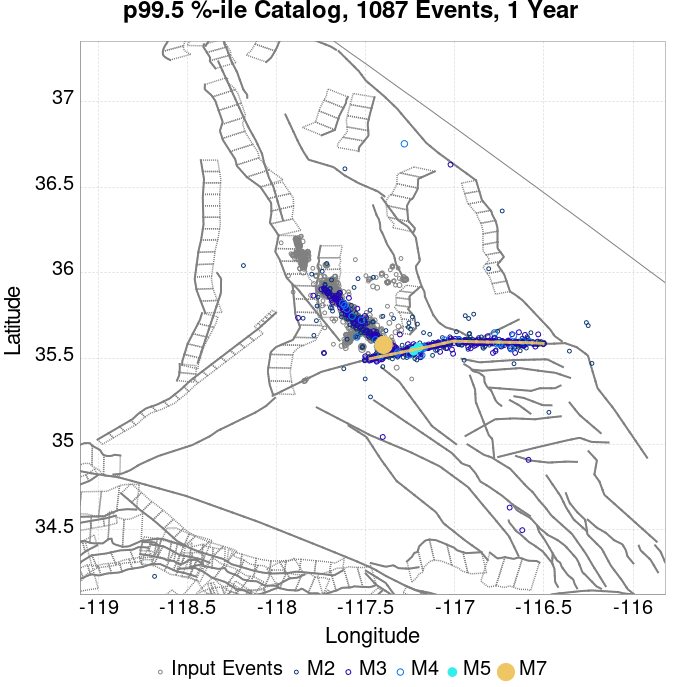 p99.5 %-ile Catalog, 1087 Events, 1 Year
37
36.5
36
35.5
35
34.5
Latitude
-119 -118.5 -118 -117.5 -117 -116.5 -116
Longitude
Input Events M2 M3 M4 M5 M7